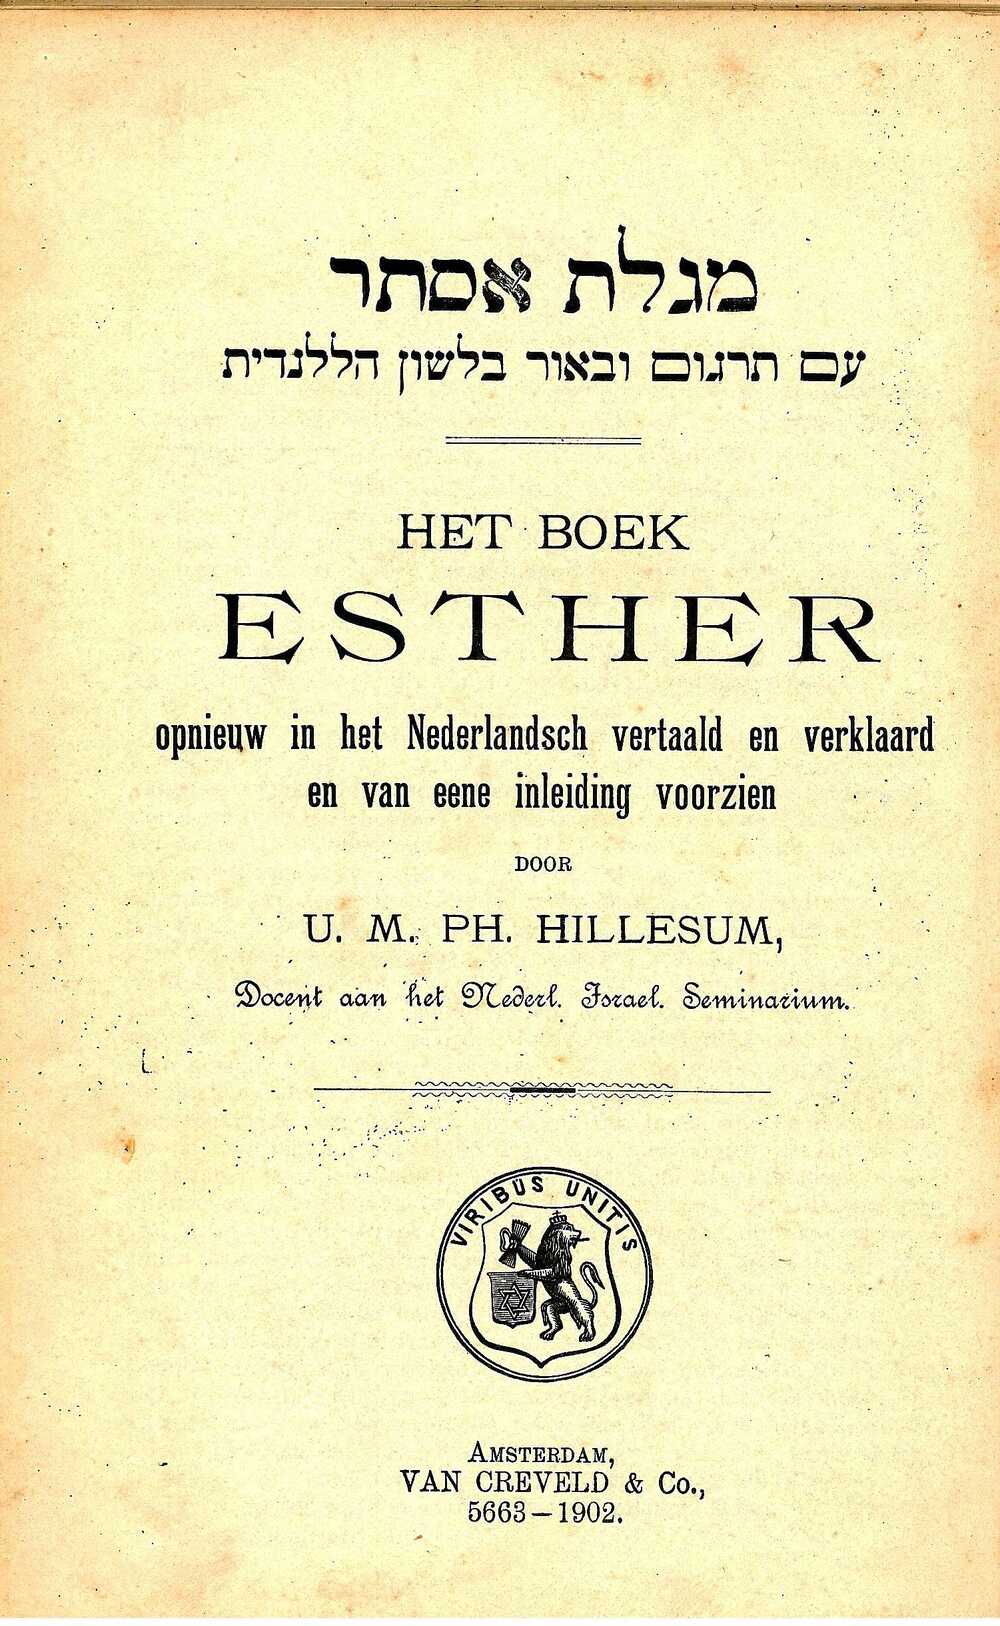 מגלת אסתר
עם תרגום ובאור בלשון הללנדית
HET BOEK
ESTHER
opnieuw in het Nederlandsch vertaald en verklaard
en van eene inleiding voorzien
DOOR
U. M. PH. HILLESUM,
Docent aan het Nederl. Israel. Seminarium.
VIRIBUS UNITIS
AMSTERDAM,
VAN CREVELD & Co.,
5663—1902.